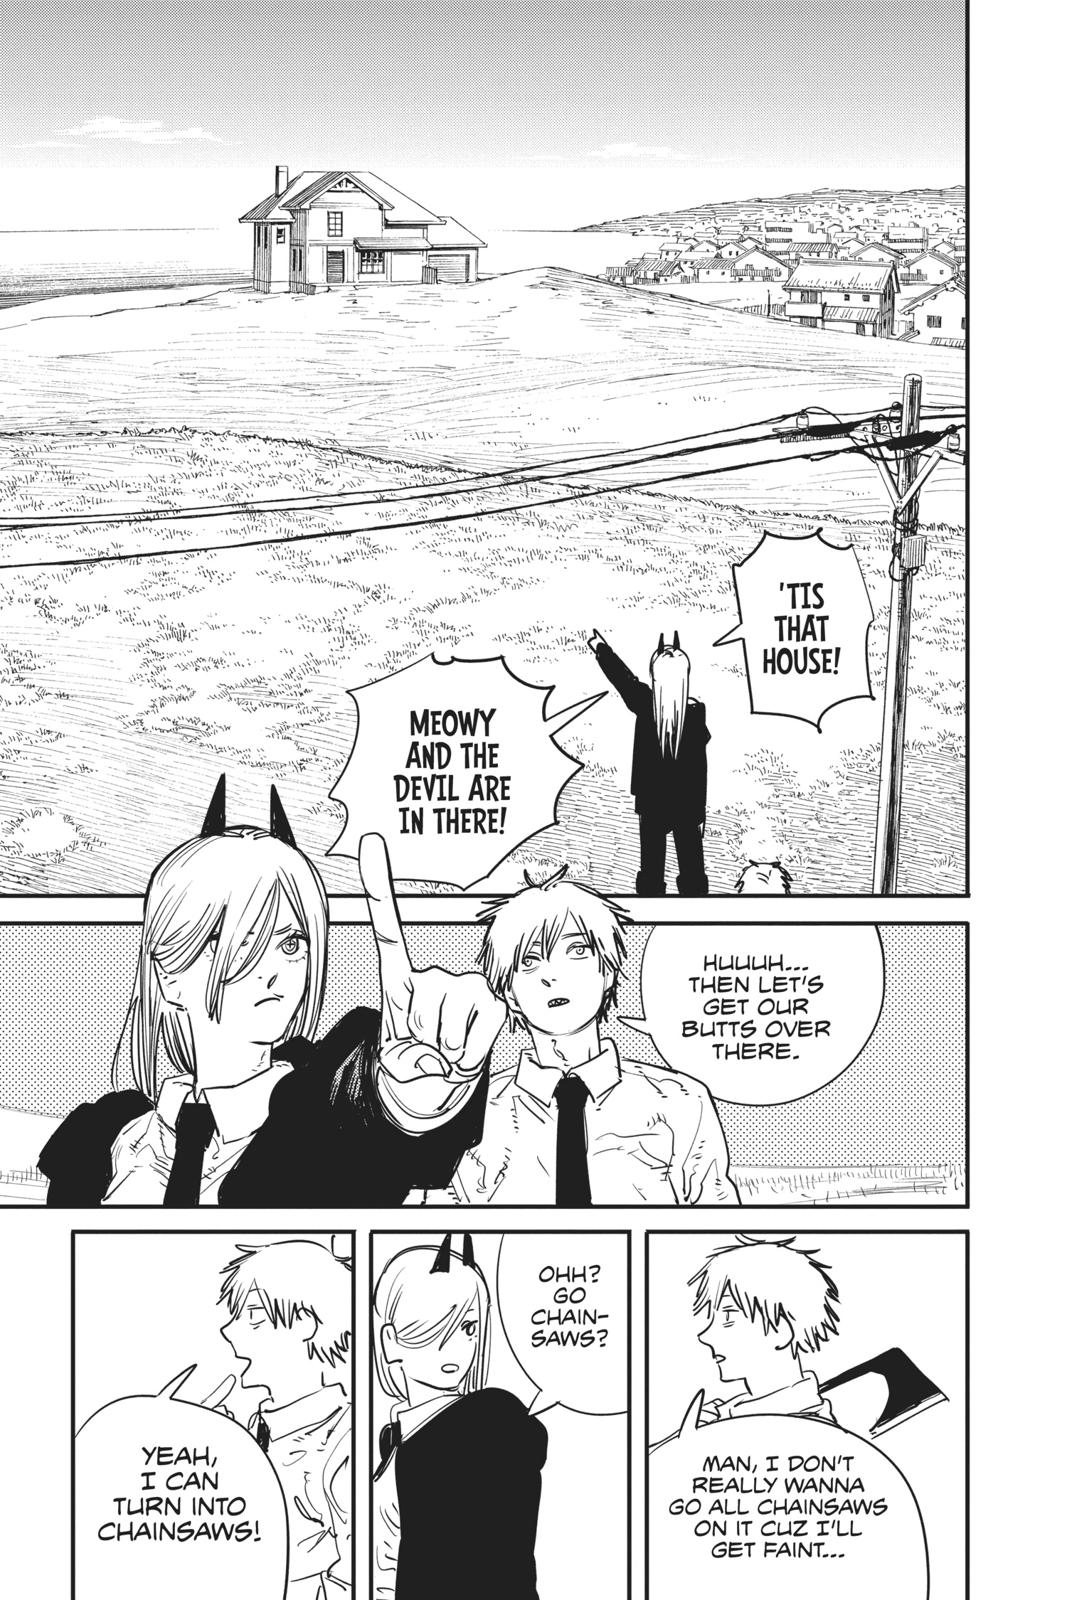 'TIS
THAT
HOUSE!
MEOWY
AND THE
DEVIL ARE
IN THERE!
HUUUH...
THEN LET'S
GET OUR
BUTTS OVER
THERE.
MAN, I DON'T
REALLY WANNA
GO ALL CHAINSAWS
ON IT CUZ I'LL
GET FAINT...
OHH?
GO
CHAIN-
SAWS?
YEAH,
I CAN
TURN INTO
CHAINSAWS!